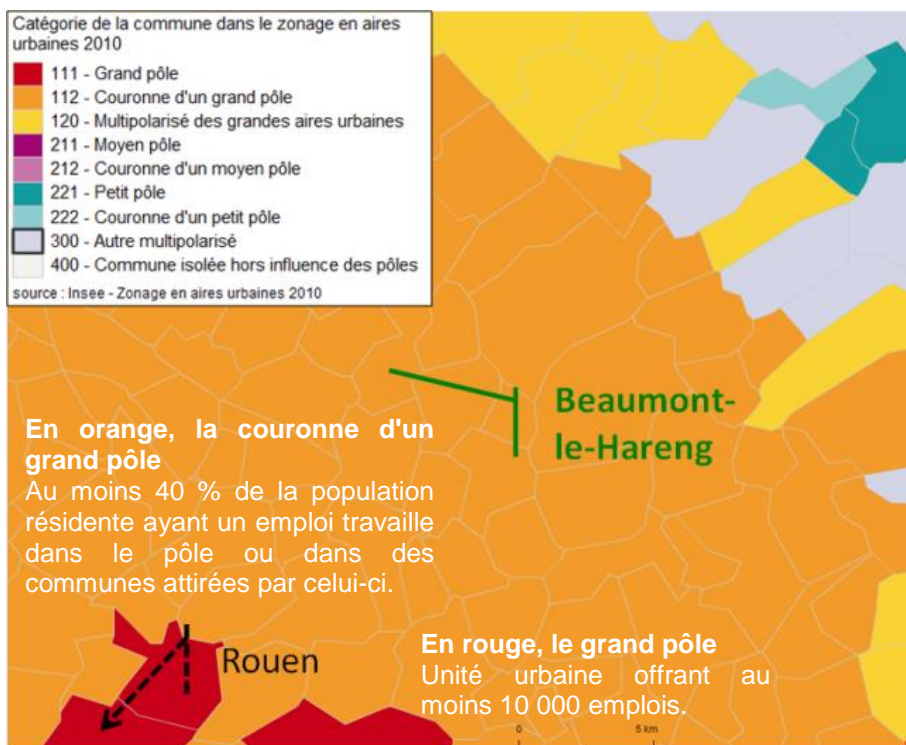 Catégorie de la commune dans le zonage en aires
urbaines 2010
111 - Grand pôle
112 - Couronne d'un grand pôle
120 - Multipolarisé des grandes aires urbaines
211 - Moyen pôle
212 - Couronne d'un moyen pôle
221 - Petit pôle
222 - Couronne d'un petit pôle
300 - Autre multipolarisé
400 - Commune isolée hors influence des pôles
source : Insee - Zonage en aires urbaines 2010
Beaumont-
le-Hareng
En orange, la couronne d'un
grand pôle
Au moins 40 % de la population
résidente ayant un emploi travaille
dans le pôle ou dans des
communes attirées par celui-ci.
Rouen
En rouge, le grand pôle
Unité urbaine offrant au
moins 10 000 emplois.
0 5 km